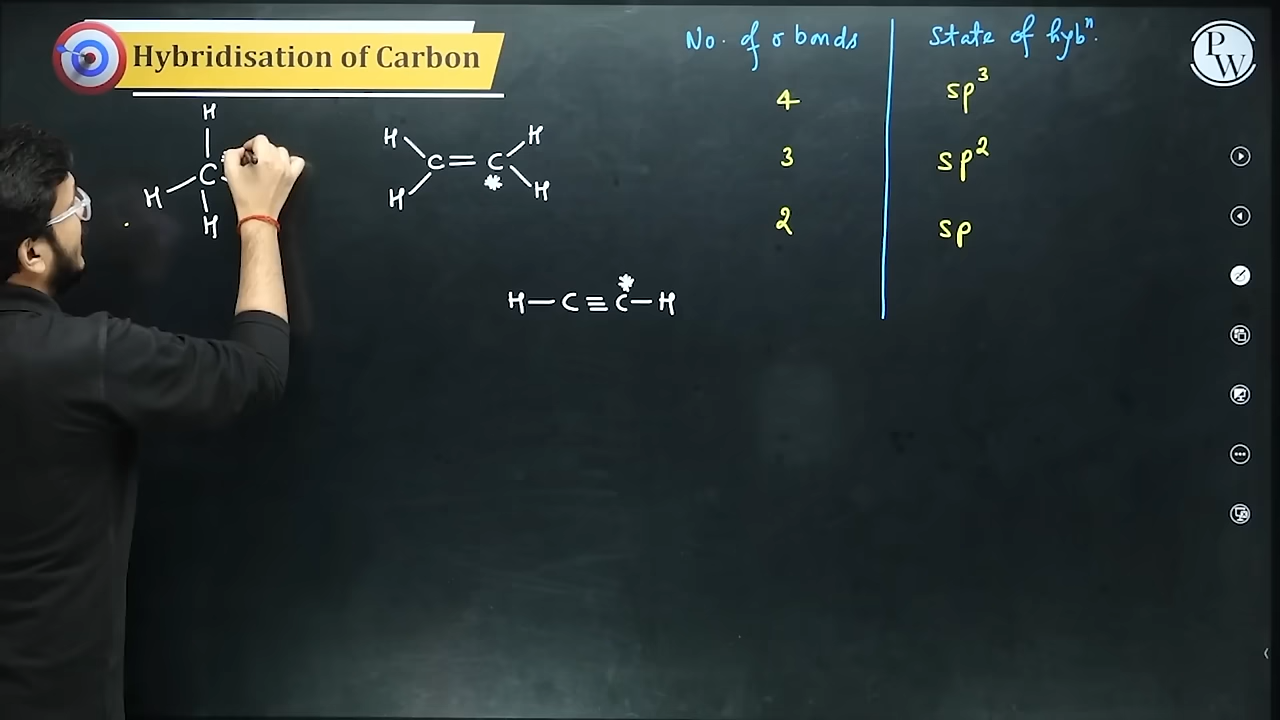 Hybridisation of Carbon
No. of σ bonds State of hybⁿ.
4 sp³
3 sp²
2 sp
H
H C
H
H H
C=C
H * H
*
H—C≡C—H
PW